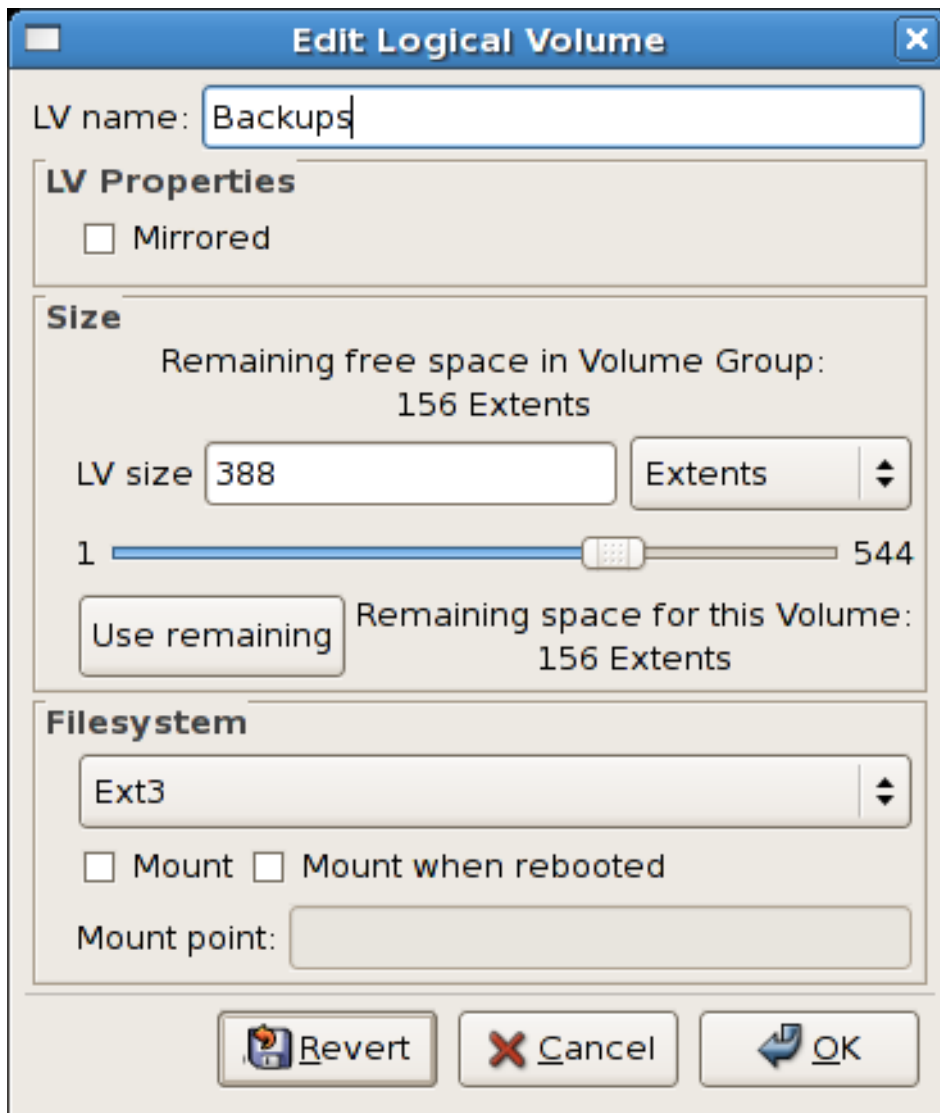 Edit Logical Volume
LV name: Backups
LV Properties
Mirrored
Size
Remaining free space in Volume Group:
156 Extents
LV size 388 Extents
1 544
Use remaining
Remaining space for this Volume:
156 Extents
Filesystem
Ext3
Mount Mount when rebooted
Mount point:
Revert Cancel OK